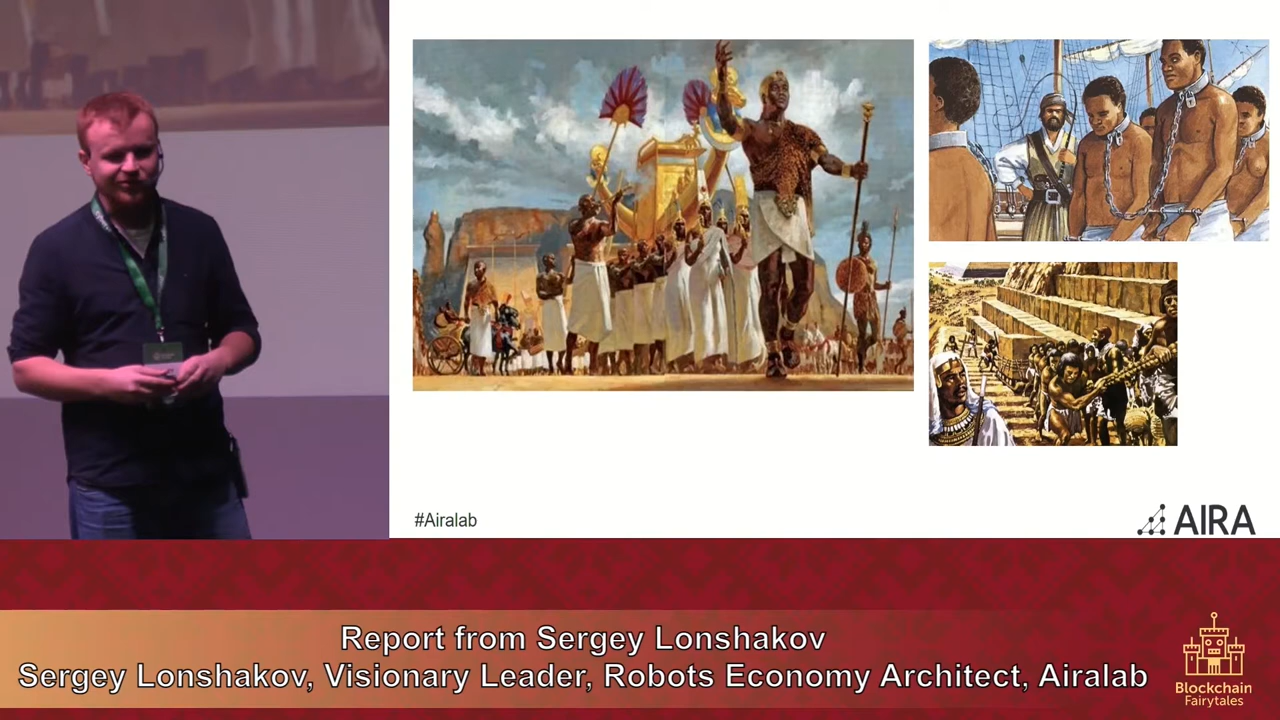 #Airalab
AIRA
Report from Sergey Lonshakov
Sergey Lonshakov, Visionary Leader, Robots Economy Architect, Airalab
Blockchain
Fairytales